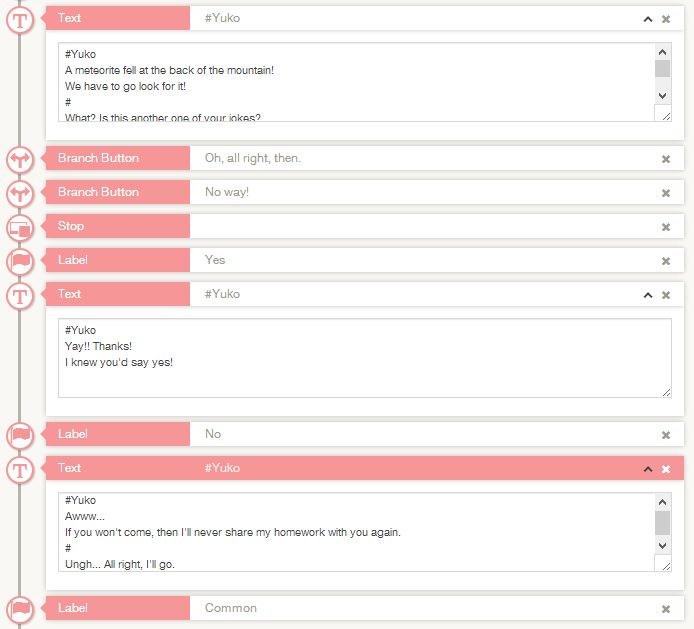 Text #Yuko
#Yuko
A meteorite fell at the back of the mountain!
We have to go look for it!
#
What? Is this another one of your jokes?
Branch Button Oh, all right, then.
Branch Button No way!
Stop
Label Yes
Text #Yuko
#Yuko
Yay!! Thanks!
I knew you'd say yes!
Label No
Text #Yuko
#Yuko
Awww...
If you won't come, then I'll never share my homework with you again.
#
Ungh... All right, I'll go.
Label Common